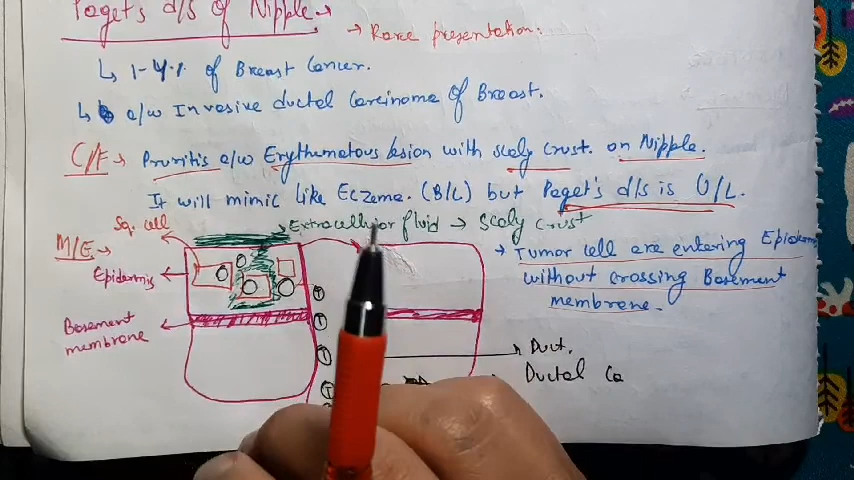 Paget's d/s of Nipple →
→ Rare presentation.
↳ 1-4% of Breast Cancer.
↳ a/w Invasive ductal Carcinoma of Breast.
C/F → Pruritis a/w Erythematous lesion with scaly crust on Nipple.
It will mimic like Eczema. (B/L) but Paget's d/s is U/L.
Sq. cell
Extracellular fluid → scaly crust
M/E →
→ Tumor cell are entering Epidermis
Epidermis
without crossing Basement
membrane.
T
Basement
membrane
T
T
Duct.
T
Ductal Ca